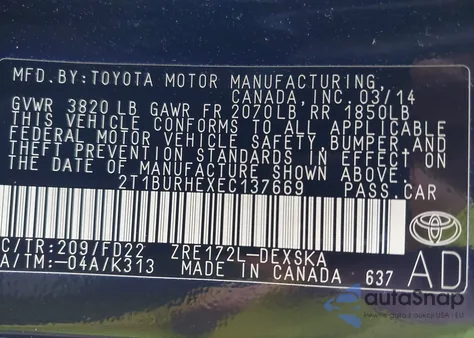 MFD.BY:TOYOTA MOTOR MANUFACTURING,
CANADA,INC. 03/14
GVWR 3820 LB GAWR FR 2070LB RR 1850LB
THIS VEHICLE CONFORMS TO ALL APPLICABLE
FEDERAL MOTOR VEHICLE SAFETY,BUMPER,AND
THEFT PREVENTION STANDARDS IN EFFECT ON
THE DATE OF MANUFACTURE SHOWN ABOVE.
2T1BURHEXEC137669 PASS.CAR
C/TR:209/FD22 ZRE172L-DEXSKA
A/TM:-04A/K313 MADE IN CANADA 637
AD
autoSnap